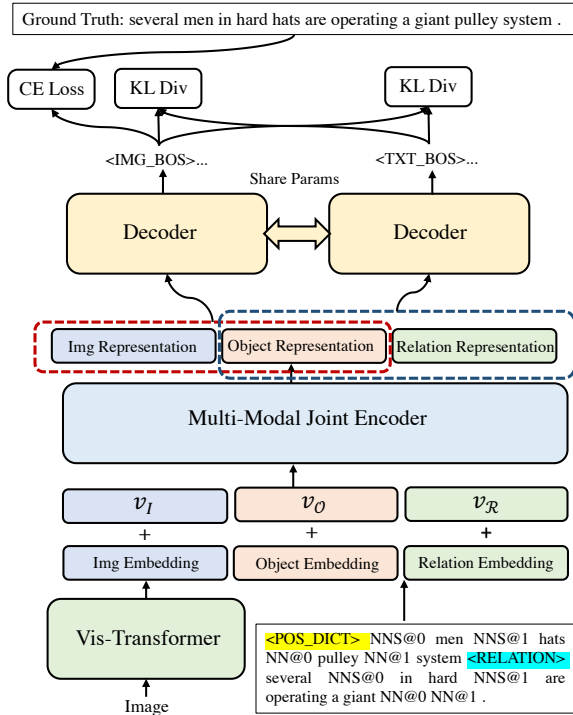 Ground Truth: several men in hard hats are operating a giant pulley system .
CE Loss
KL Div
KL Div
<IMG_BOS>...
<TXT_BOS>...
Share Params
Decoder
Decoder
Img Representation
Object Representation
Relation Representation
Multi-Modal Joint Encoder
v_I
v_𝒪
v_ℛ
+
+
+
Img Embedding
Object Embedding
Relation Embedding
Vis-Transformer
<POS_DICT> NNS@0 men NNS@1 hats
NN@0 pulley NN@1 system <RELATION>
several NNS@0 in hard NNS@1 are
operating a giant NN@0 NN@1 .
Image